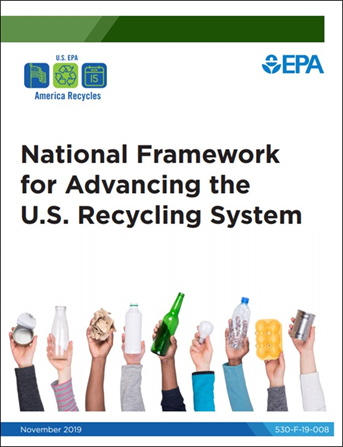 U.S. EPA
15
America Recycles
EPA
National Framework
for Advancing the
U.S. Recycling System
November 2019
530-F-19-008